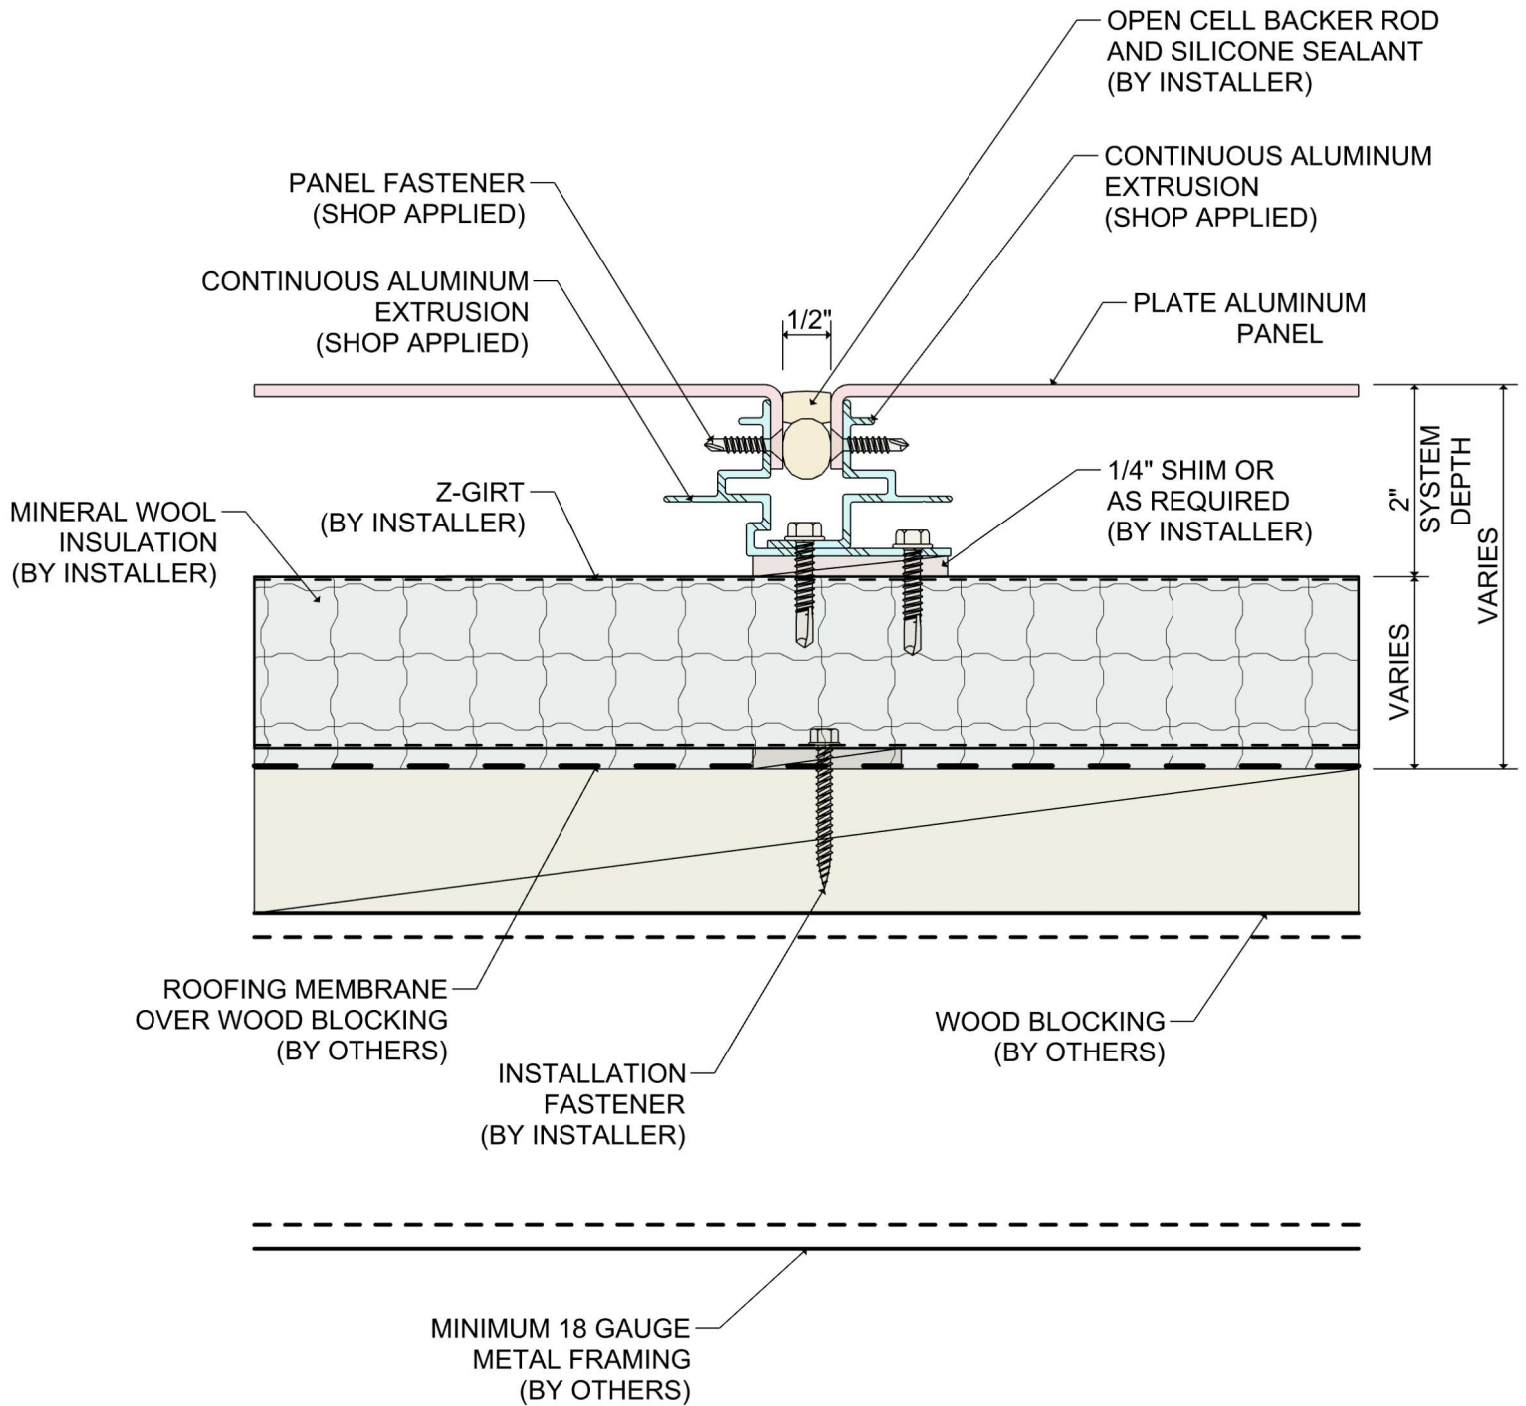 OPEN CELL BACKER ROD
AND SILICONE SEALANT
(BY INSTALLER)
CONTINUOUS ALUMINUM
EXTRUSION
(SHOP APPLIED)
PANEL FASTENER
(SHOP APPLIED)
CONTINUOUS ALUMINUM
EXTRUSION
(SHOP APPLIED)
1/2"
PLATE ALUMINUM
PANEL
1/4" SHIM OR
AS REQUIRED
(BY INSTALLER)
Z-GIRT
(BY INSTALLER)
MINERAL WOOL
INSULATION
(BY INSTALLER)
2"
SYSTEM
DEPTH
VARIES
VARIES
ROOFING MEMBRANE
OVER WOOD BLOCKING
(BY OTHERS)
WOOD BLOCKING
(BY OTHERS)
INSTALLATION
FASTENER
(BY INSTALLER)
MINIMUM 18 GAUGE
METAL FRAMING
(BY OTHERS)